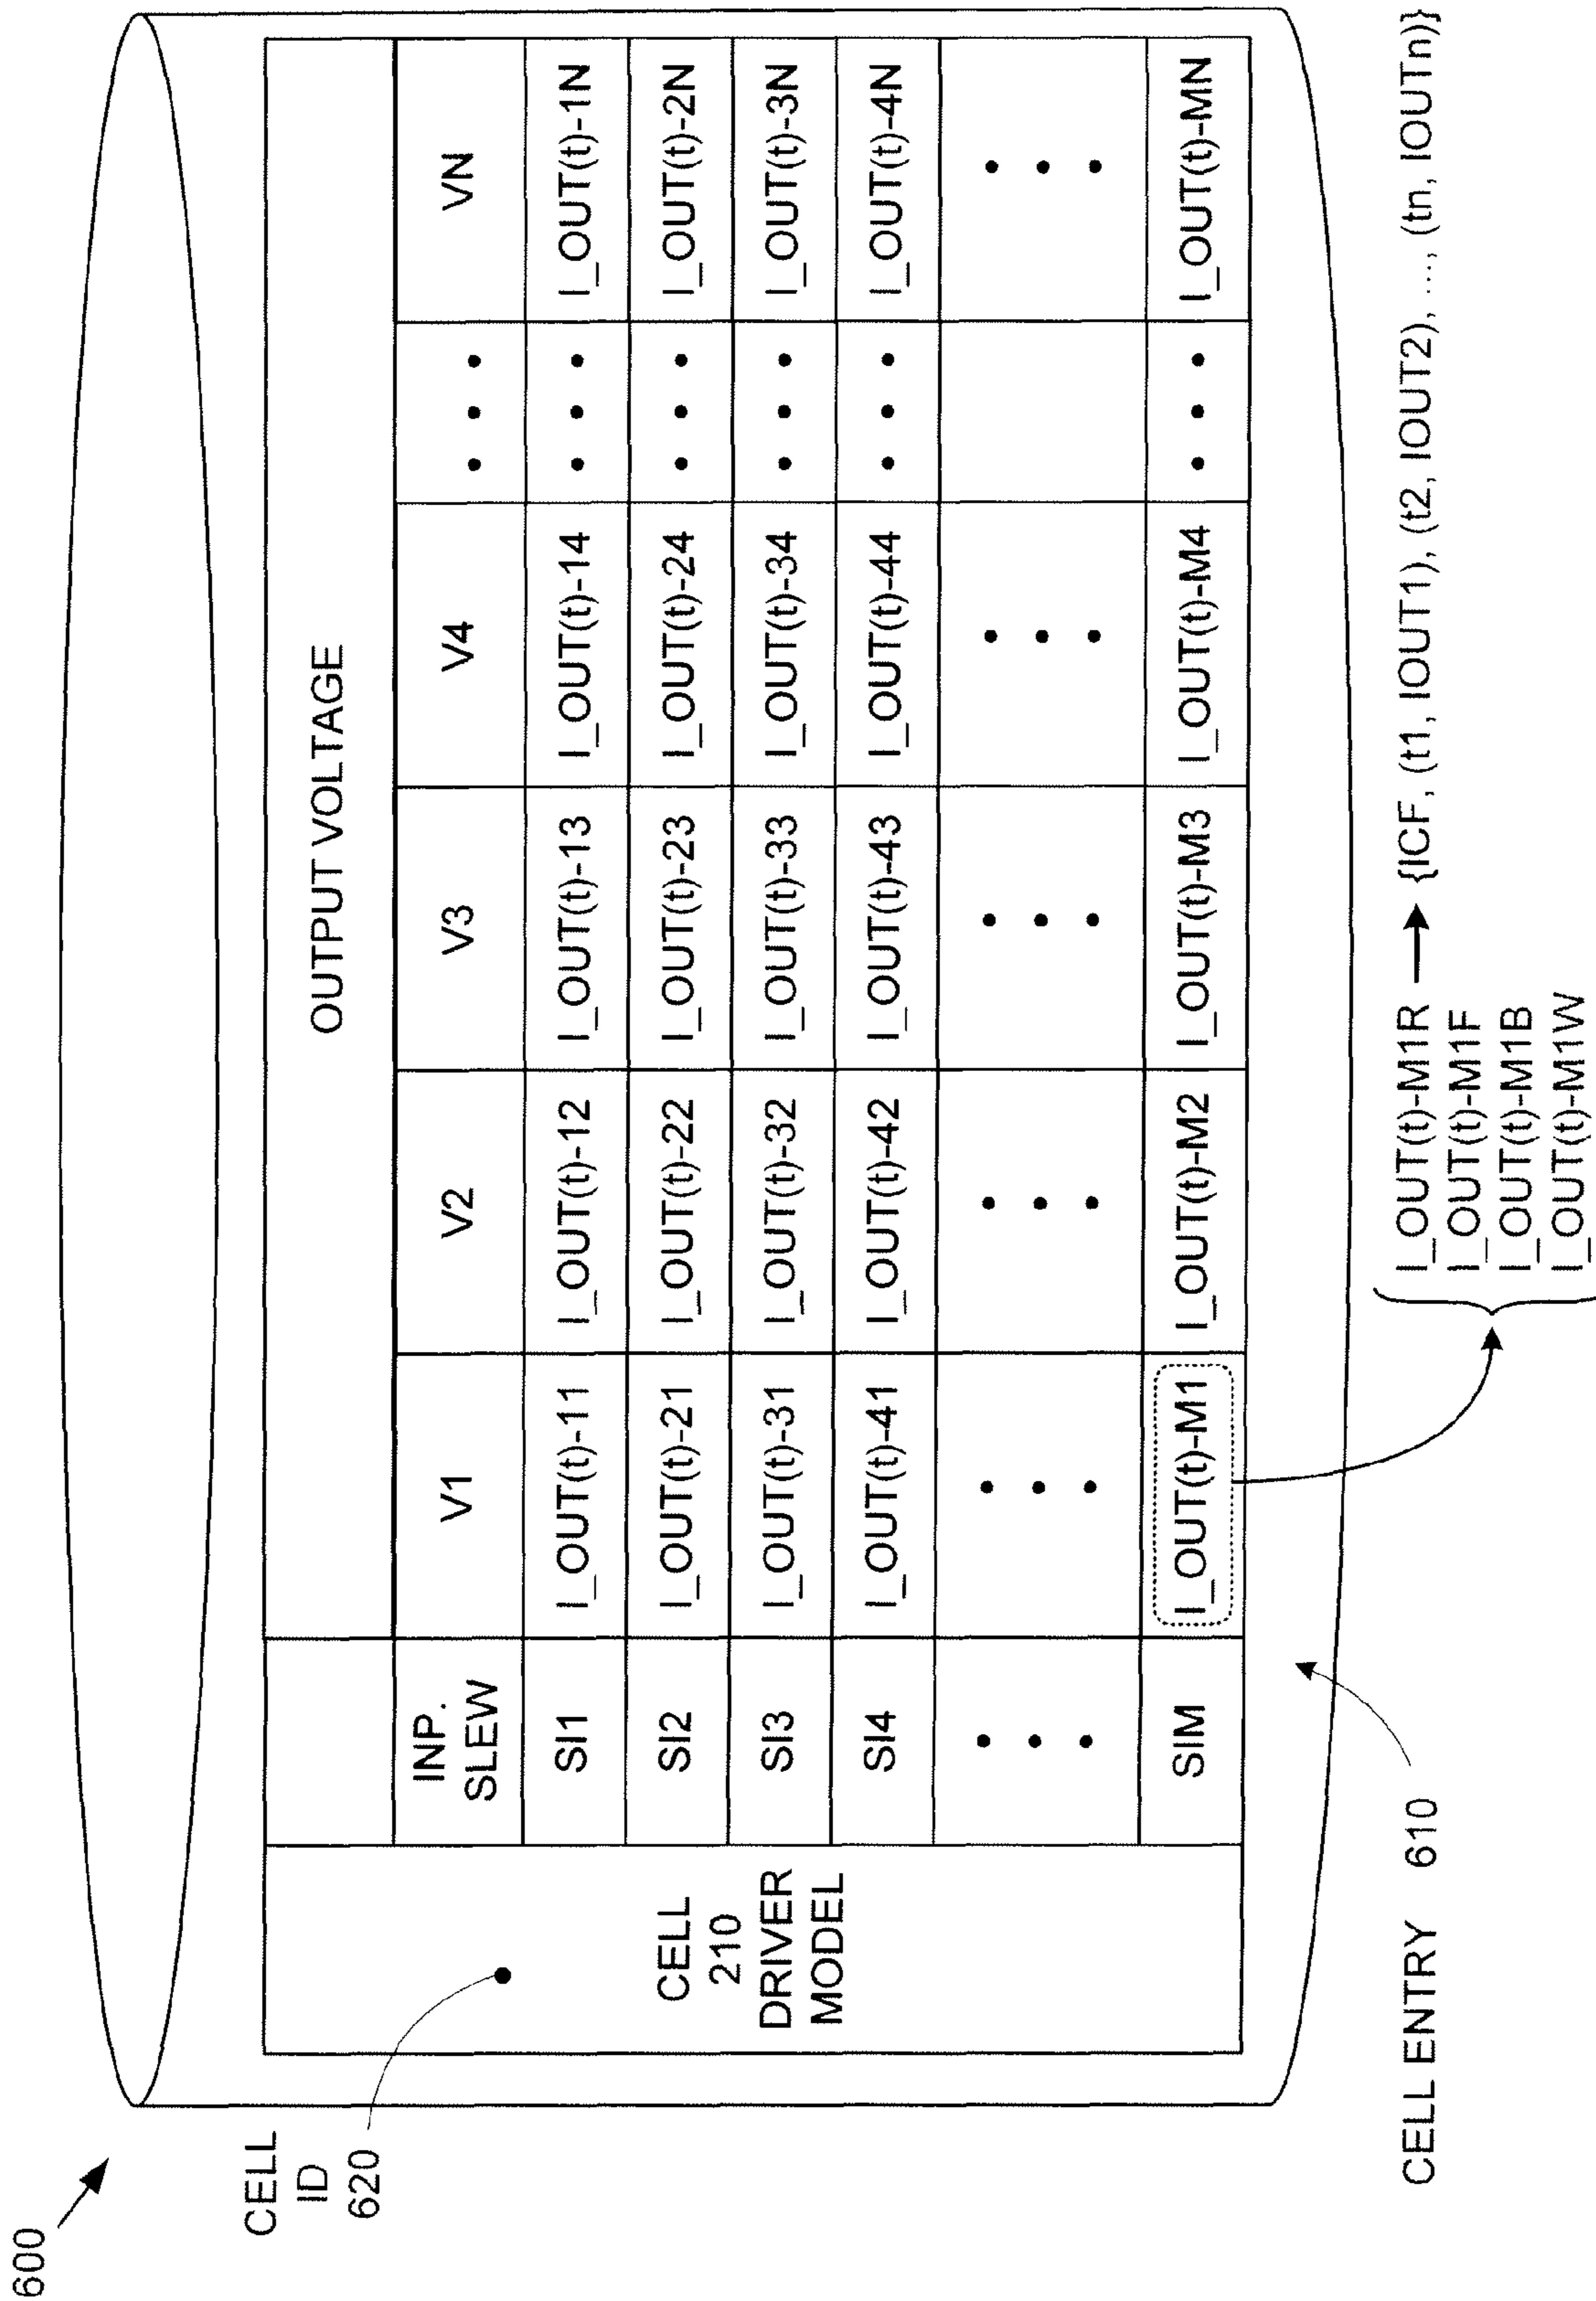 600
CELL
ID
620
OUTPUT VOLTAGE
INP.
SLEW
V1 V2 V3 V4 • • • VN
SI1 I_OUT(t)-11 I_OUT(t)-12 I_OUT(t)-13 I_OUT(t)-14 • • • I_OUT(t)-1N
SI2 I_OUT(t)-21 I_OUT(t)-22 I_OUT(t)-23 I_OUT(t)-24 • • • I_OUT(t)-2N
SI3 I_OUT(t)-31 I_OUT(t)-32 I_OUT(t)-33 I_OUT(t)-34 • • • I_OUT(t)-3N
SI4 I_OUT(t)-41 I_OUT(t)-42 I_OUT(t)-43 I_OUT(t)-44 • • • I_OUT(t)-4N
SIM I_OUT(t)-M1 I_OUT(t)-M2 I_OUT(t)-M3 I_OUT(t)-M4 • • • I_OUT(t)-MN
CELL
210
DRIVER
MODEL
CELL ENTRY 610
I_OUT(t)-M1R {ICF, (t1, IOUT1), (t2, IOUT2), ..., (tn, IOUTn)}
I_OUT(t)-M1F
I_OUT(t)-M1B
I_OUT(t)-M1W